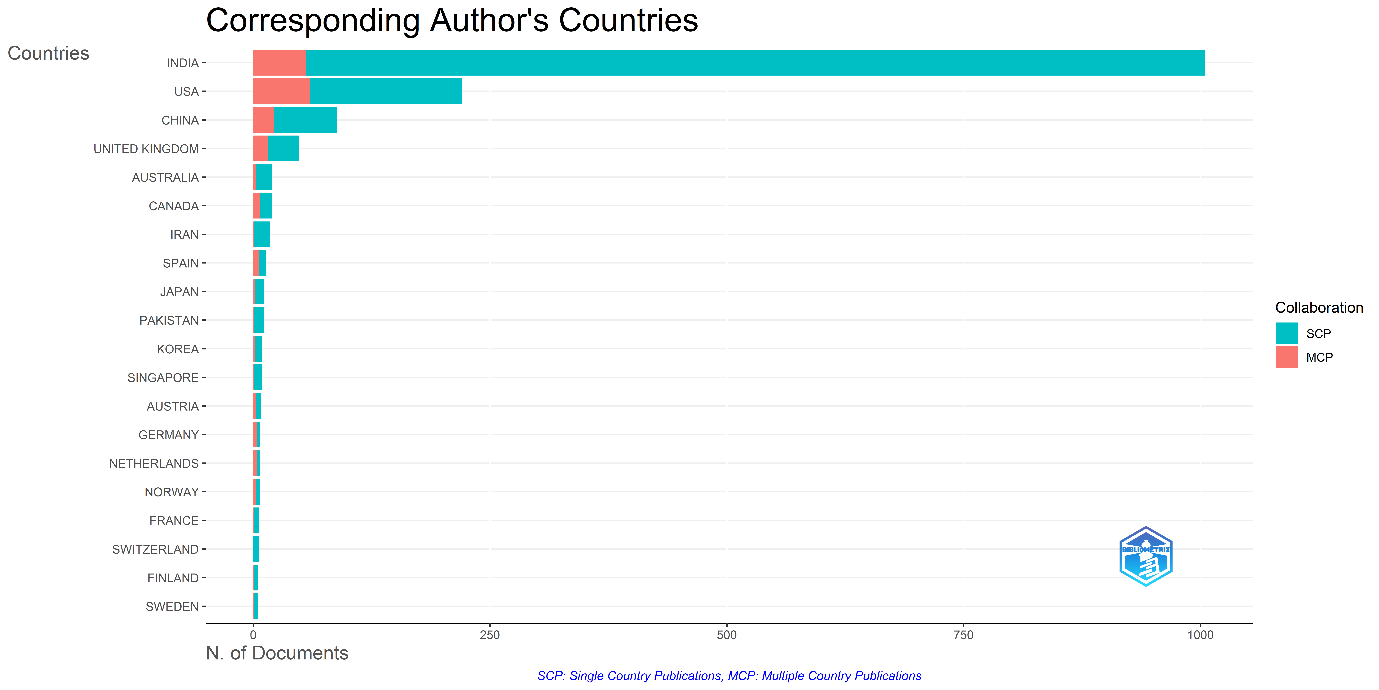 Corresponding Author's Countries
Countries
INDIA
USA
CHINA
UNITED KINGDOM
AUSTRALIA
CANADA
IRAN
SPAIN
JAPAN
PAKISTAN
KOREA
SINGAPORE
AUSTRIA
GERMANY
NETHERLANDS
NORWAY
FRANCE
SWITZERLAND
FINLAND
SWEDEN
Collaboration
SCP
MCP
BIBLIOMETRIX
0 250 500 750 1000
N. of Documents
SCP: Single Country Publications, MCP: Multiple Country Publications